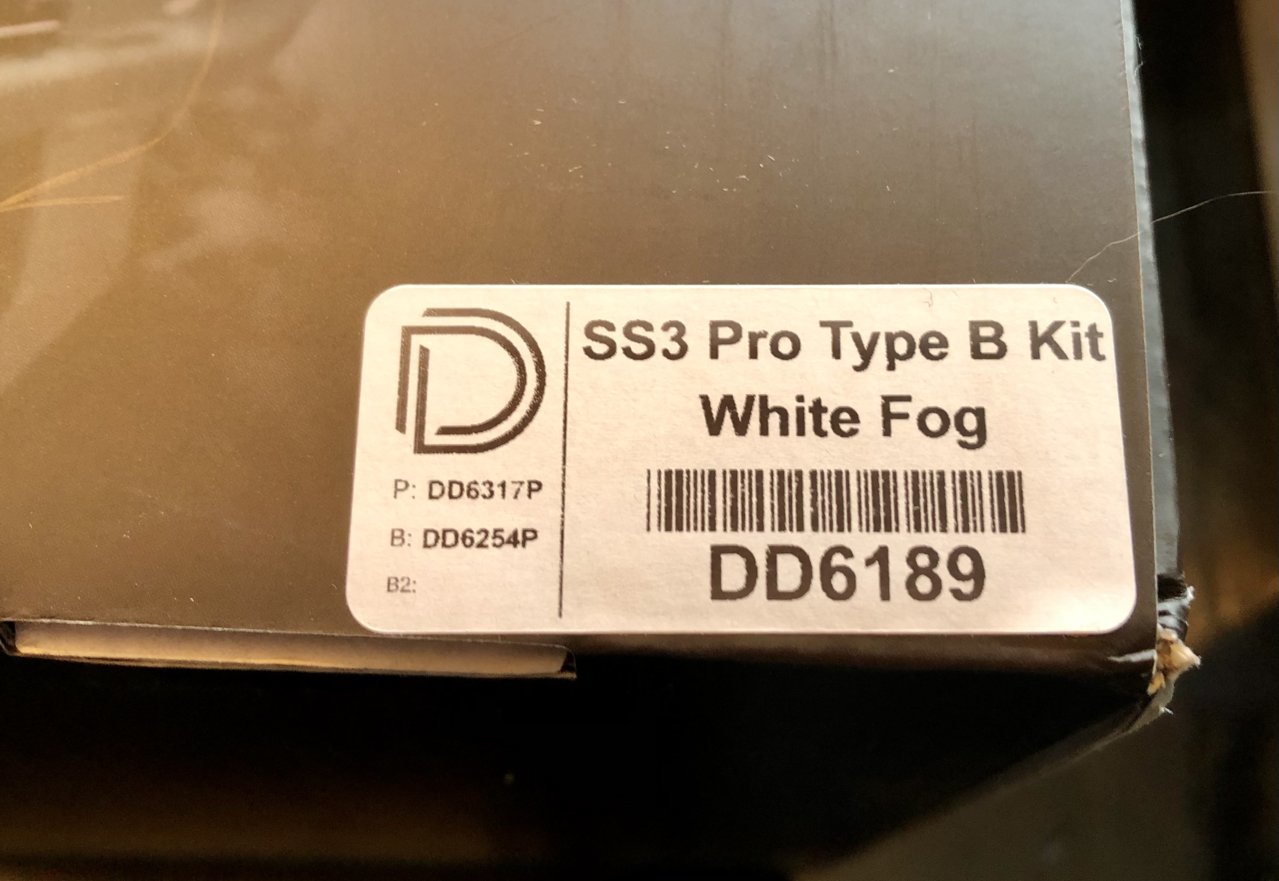 SS3 Pro Type B Kit
White Fog
DD6189
P: DD6317P
B: DD6254P
B2: